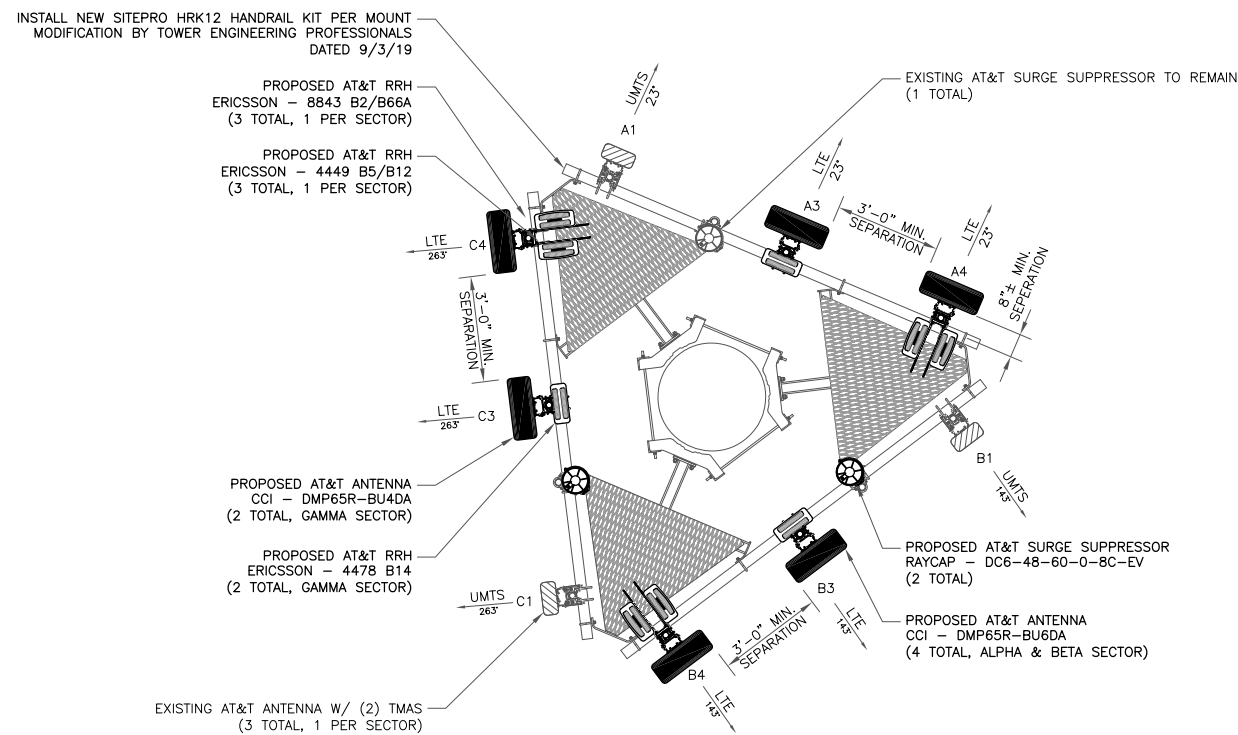 INSTALL NEW SITEPRO HRK12 HANDRAIL KIT PER MOUNT
MODIFICATION BY TOWER ENGINEERING PROFESSIONALS
DATED 9/3/19
PROPOSED AT&T RRH
ERICSSON – 8843 B2/B66A
(3 TOTAL, 1 PER SECTOR)
PROPOSED AT&T RRH
ERICSSON – 4449 B5/B12
(3 TOTAL, 1 PER SECTOR)
UMTS
23°
A1
EXISTING AT&T SURGE SUPPRESSOR TO REMAIN
(1 TOTAL)
LTE
23°
A3
3'-0" MIN.
SEPARATION
LTE
23°
A4
8"± MIN.
SEPERATION
LTE
263°
C4
3'-0" MIN.
SEPARATION
LTE
263°
C3
PROPOSED AT&T ANTENNA
CCI – DMP65R-BU4DA
(2 TOTAL, GAMMA SECTOR)
PROPOSED AT&T RRH
ERICSSON – 4478 B14
(2 TOTAL, GAMMA SECTOR)
UMTS
263°
C1
EXISTING AT&T ANTENNA W/ (2) TMAS
(3 TOTAL, 1 PER SECTOR)
B1
UMTS
143°
PROPOSED AT&T SURGE SUPPRESSOR
RAYCAP – DC6-48-60-0-8C-EV
(2 TOTAL)
B3
LTE
143°
PROPOSED AT&T ANTENNA
CCI – DMP65R-BU6DA
(4 TOTAL, ALPHA & BETA SECTOR)
3'-0" MIN.
SEPARATION
B4
LTE
143°